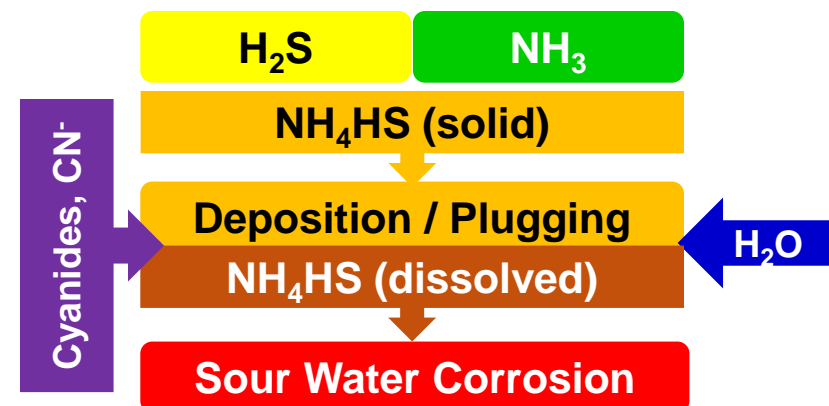 H₂S
NH₃
NH₄HS (solid)
Cyanides, CN⁻
Deposition / Plugging
H₂O
NH₄HS (dissolved)
Sour Water Corrosion